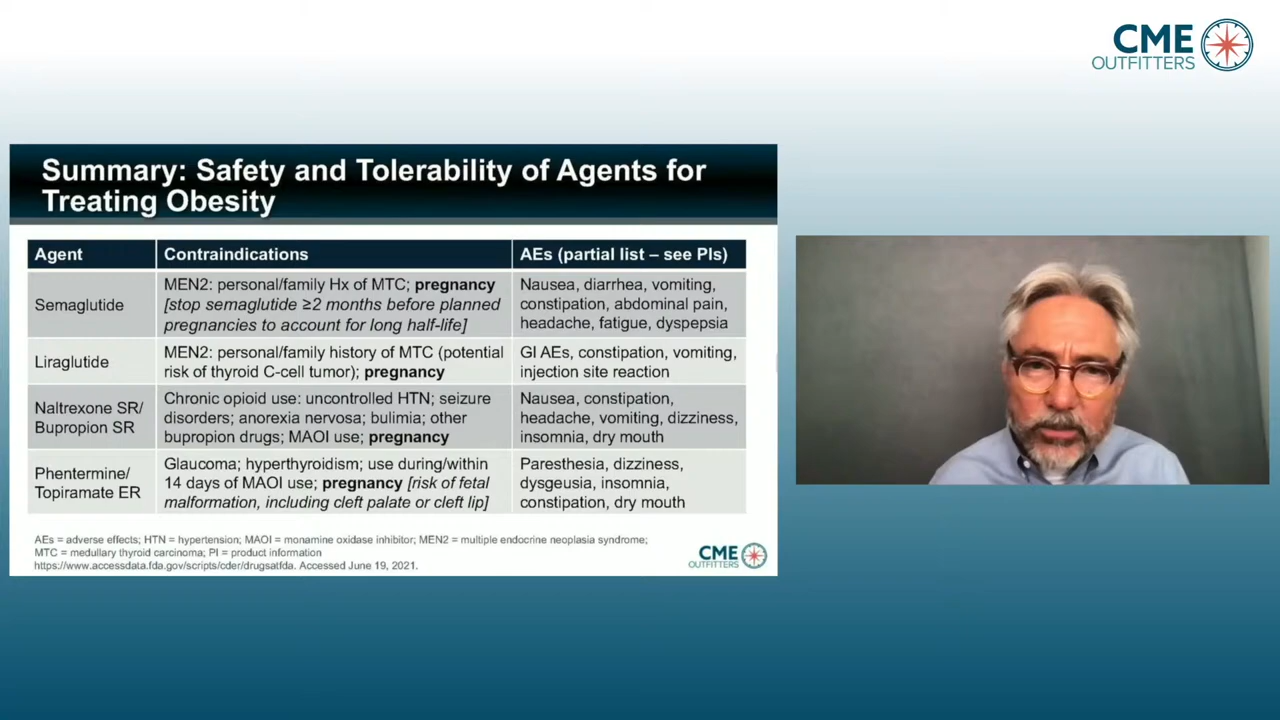 CME
OUTFITTERS
Summary: Safety and Tolerability of Agents for
Treating Obesity
Agent
Contraindications
AEs (partial list – see PIs)
Semaglutide
MEN2: personal/family Hx of MTC; pregnancy
[stop semaglutide ≥2 months before planned
pregnancies to account for long half-life]
Nausea, diarrhea, vomiting,
constipation, abdominal pain,
headache, fatigue, dyspepsia
Liraglutide
MEN2: personal/family history of MTC (potential
risk of thyroid C-cell tumor); pregnancy
GI AEs, constipation, vomiting,
injection site reaction
Naltrexone SR/
Bupropion SR
Chronic opioid use: uncontrolled HTN; seizure
disorders; anorexia nervosa; bulimia; other
bupropion drugs; MAOI use; pregnancy
Nausea, constipation,
headache, vomiting, dizziness,
insomnia, dry mouth
Phentermine/
Topiramate ER
Glaucoma; hyperthyroidism; use during/within
14 days of MAOI use; pregnancy [risk of fetal
malformation, including cleft palate or cleft lip]
Paresthesia, dizziness,
dysgeusia, insomnia,
constipation, dry mouth
AEs = adverse effects; HTN = hypertension; MAOI = monamine oxidase inhibitor; MEN2 = multiple endocrine neoplasia syndrome;
MTC = medullary thyroid carcinoma; PI = product information
https://www.accessdata.fda.gov/scripts/cder/drugsatfda. Accessed June 19, 2021.
CME
OUTFITTERS